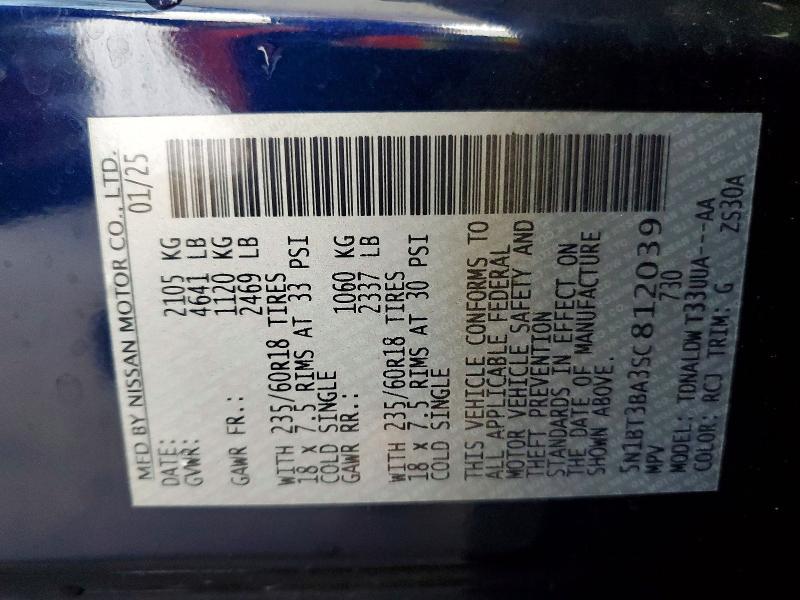 MFD BY NISSAN MOTOR CO., LTD.
DATE: 01/25
GVWR: 2105 KG
4641 LB
GAWR FR.: 1120 KG
2469 LB
WITH 235/60R18 TIRES
18 X 7.5 RIMS AT 33 PSI
COLD SINGLE
GAWR RR.: 1060 KG
2337 LB
WITH 235/60R18 TIRES
18 X 7.5 RIMS AT 30 PSI
COLD SINGLE
THIS VEHICLE CONFORMS TO
ALL APPLICABLE FEDERAL
MOTOR VEHICLE SAFETY AND
THEFT PREVENTION
STANDARDS IN EFFECT ON
THE DATE OF MANUFACTURE
SHOWN ABOVE.
5N1BT3BA3SC812039
MPV 730
MODEL: TDNALDW T33UUA---AA
COLOR: RCJ TRIM: G ZS30A